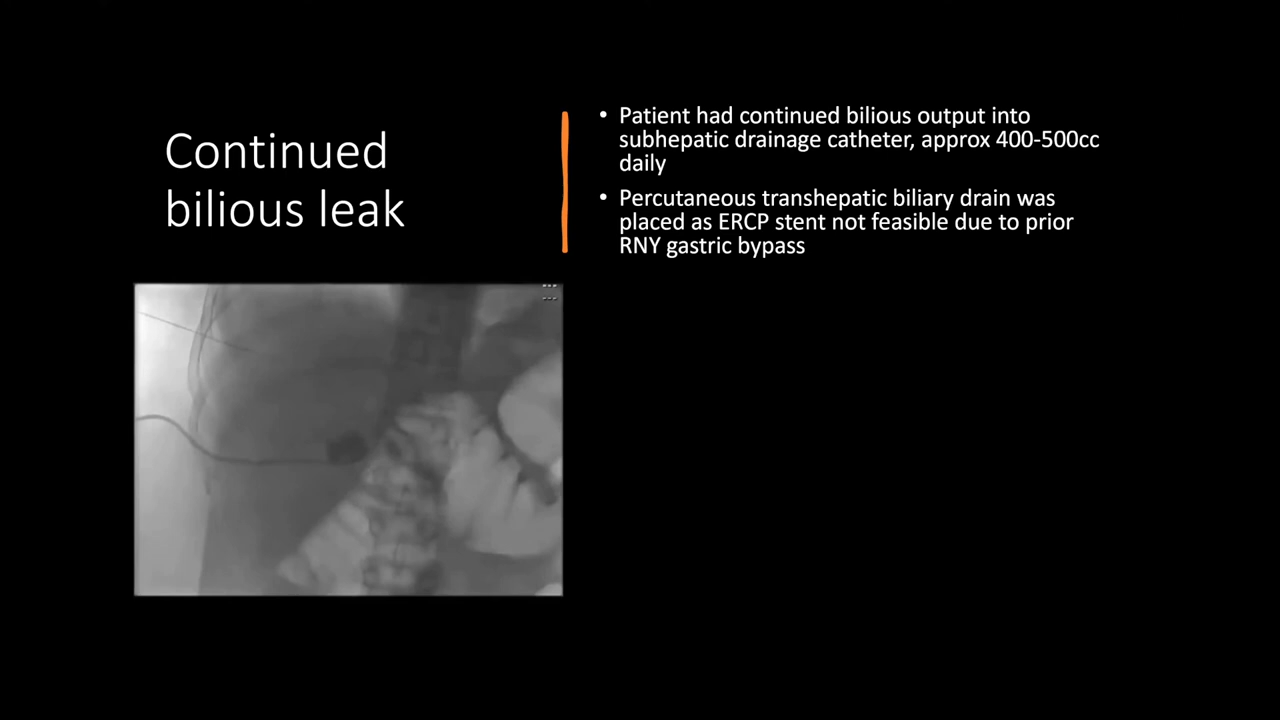 Continued
bilious leak
• Patient had continued bilious output into
subhepatic drainage catheter, approx 400-500cc
daily
• Percutaneous transhepatic biliary drain was
placed as ERCP stent not feasible due to prior
RNY gastric bypass